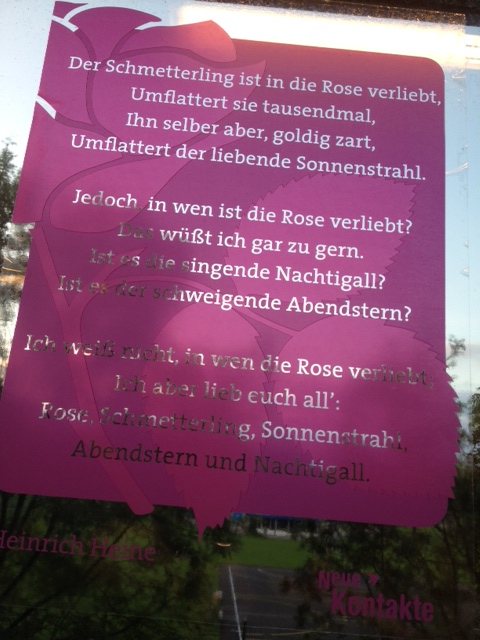 Der Schmetterling ist in die Rose verliebt,
Umflattert sie tausendmal,
Ihn selber aber, goldig zart,
Umflattert der liebende Sonnenstrahl.
Jedoch, in wen ist die Rose verliebt?
Das wüßt ich gar zu gern.
Ist es die singende Nachtigall?
Ist es der schweigende Abendstern?
Ich weiß nicht, in wen die Rose verliebt;
Ich aber lieb euch all':
Rose, Schmetterling, Sonnenstrahl,
Abendstern und Nachtigall.
Heinrich Heine
Neue
Kontakte